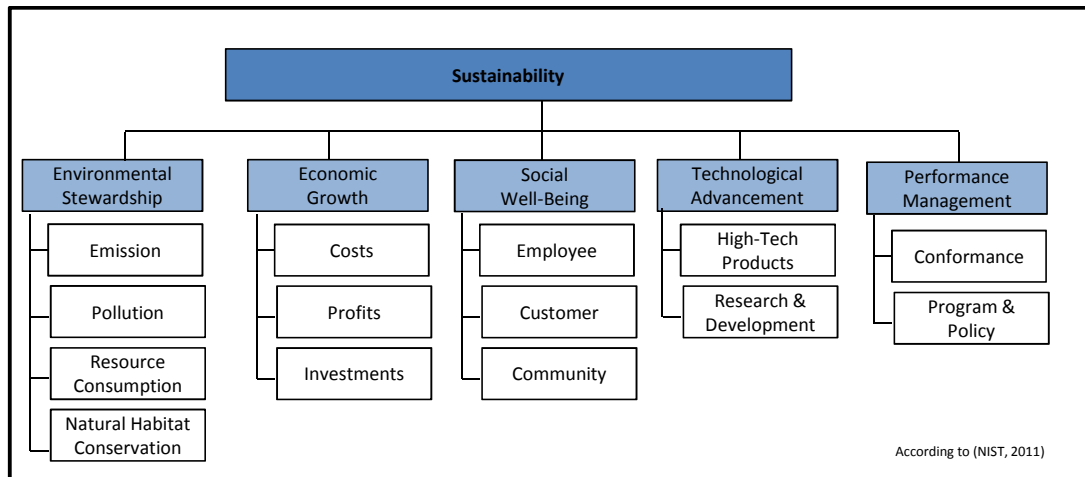 Sustainability
Environmental
Stewardship
Emission
Pollution
Resource
Consumption
Natural Habitat
Conservation
Economic
Growth
Costs
Profits
Investments
Social
Well-Being
Employee
Customer
Community
Technological
Advancement
High-Tech
Products
Research &
Development
Performance
Management
Conformance
Program &
Policy
According to (NIST, 2011)